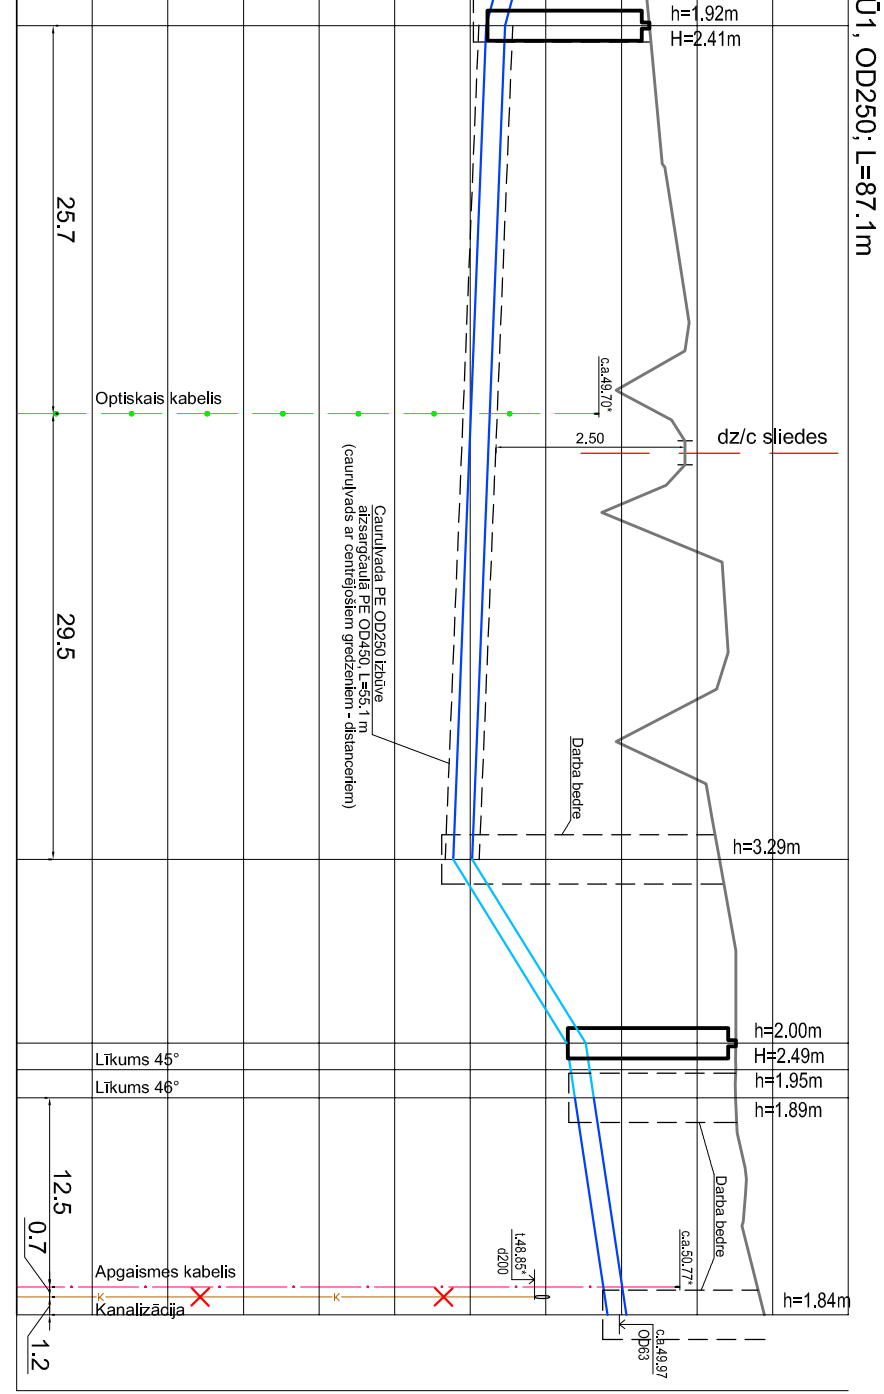 Ū1, OD250; L=87.1m
h=1.92m
H=2.41m
25.7
c.a.49.70*
Optiskais kabelis
dz/c sliedes
2.50
Cauruļvada PE OD250 izbūve
aizsargčaulā PE OD450, L=55.1 m
(cauruļvads ar centrējošiem gredzeniem - distanceriem)
29.5
Darba bedre
h=3.29m
h=2.00m
H=2.49m
Līkums 45°
h=1.95m
Līkums 46°
h=1.89m
12.5
Darba bedre
0.7
t.48.85*
d200
c.a.50.77*
Apgaismes kabelis
K
K
Kanalizācija
h=1.84m
1.2
c.a.49.97
OD63